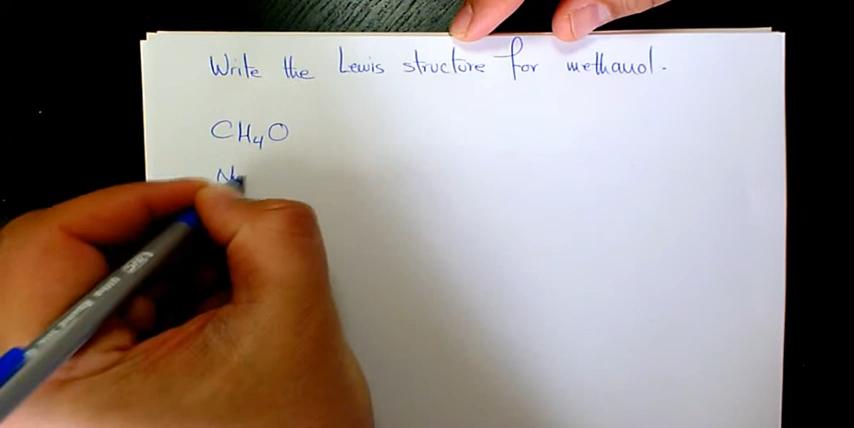 Write the Lewis structure for methanol.
CH₄O